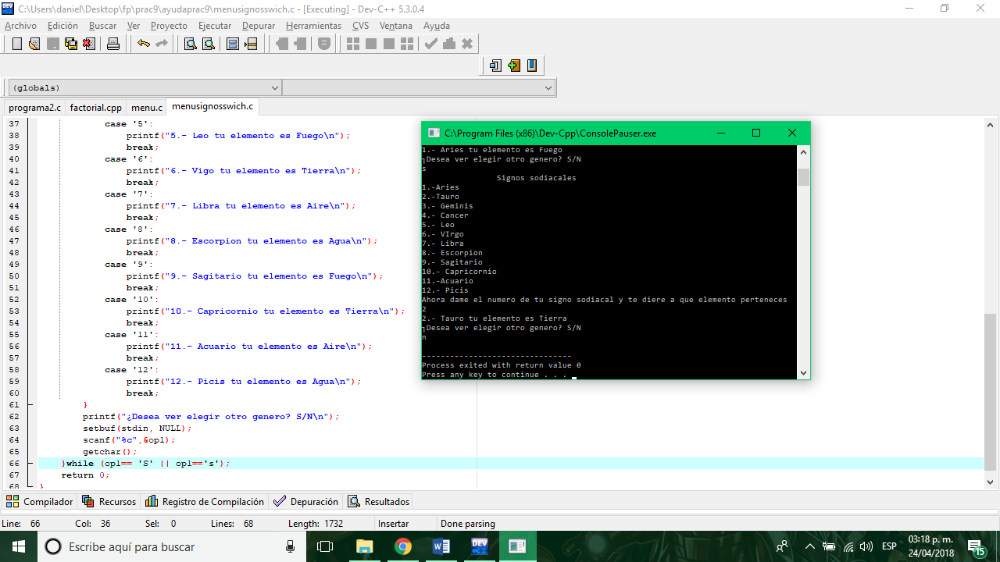 C:\Users\daniel\Desktop\fp\prac9\ayudaprac9\menusignosswich.c - [Executing] - Dev-C++ 5.3.0.4
Archivo Edición Buscar Ver Proyecto Ejecutar Depurar Herramientas CVS Ventana Ayuda
(globals)
programa2.c factorial.cpp menu.c menusignosswich.c
37 case '5':
38 printf("5.- Leo tu elemento es Fuego\n");
39 break;
40 case '6':
41 printf("6.- Vigo tu elemento es Tierra\n");
42 break;
43 case '7':
44 printf("7.- Libra tu elemento es Aire\n");
45 break;
46 case '8':
47 printf("8.- Escorpion tu elemento es Agua\n");
48 break;
49 case '9':
50 printf("9.- Sagitario tu elemento es Fuego\n");
51 break;
52 case '10':
53 printf("10.- Capricornio tu elemento es Tierra\n");
54 break;
55 case '11':
56 printf("11.- Acuario tu elemento es Aire\n");
57 break;
58 case '12':
59 printf("12.- Picis tu elemento es Agua\n");
60 break;
61 }
62 printf("¿Desea ver elegir otro genero? S/N\n");
63 setbuf(stdin, NULL);
64 scanf("%c",&op1);
65 getchar();
66 }while (op1== 'S' || op1=='s');
67 return 0;
68 }
C:\Program Files (x86)\Dev-Cpp\ConsolePauser.exe
1.- Aries tu elemento es Fuego
┐Desea ver elegir otro genero? S/N
s
Signos sodiacales
1.-Aries
2.-Tauro
3.- Geminis
4.- Cancer
5.- Leo
6.- VIrgo
7.- Libra
8.- Escorpion
9.- Sagitario
10.- Capricornio
11.-Acuario
12.- Picis
Ahora dame el numero de tu signo sodiacal y te diere a que elemento perteneces
2
2.- Tauro tu elemento es Tierra
┐Desea ver elegir otro genero? S/N
n
--------------------------------
Process exited with return value 0
Press any key to continue . . .
Compilador Recursos Registro de Compilación Depuración Resultados
Line: 66 Col: 36 Sel: 0 Lines: 68 Length: 1732 Insertar Done parsing
Escribe aquí para buscar
ESP
03:18 p. m.
24/04/2018
15